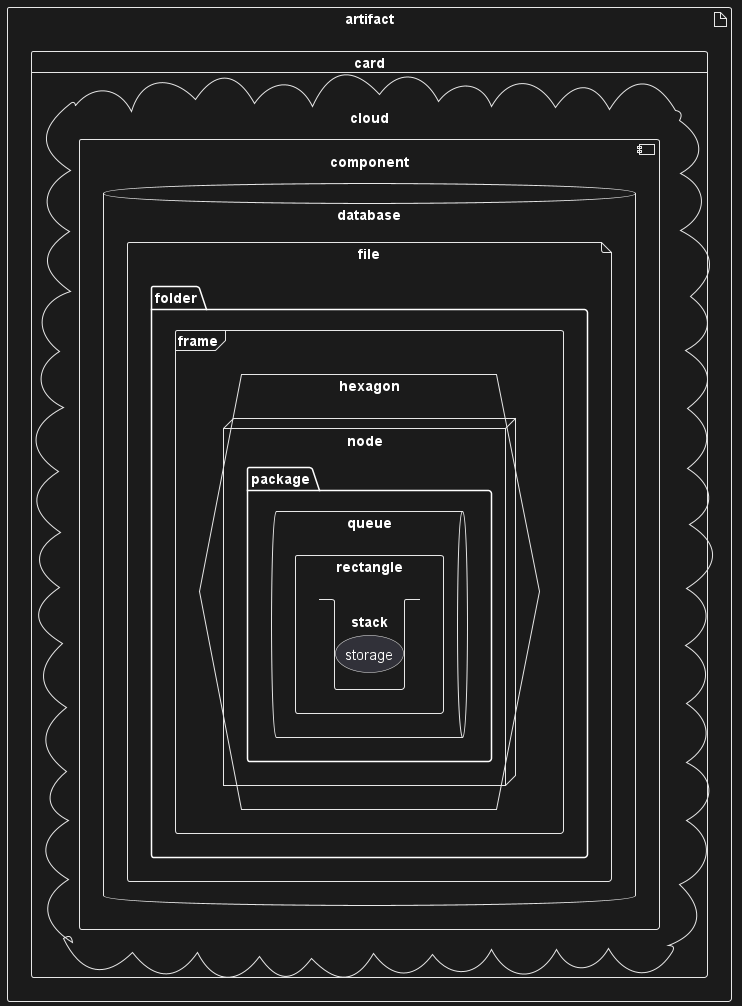 artifact
card
cloud
component
database
file
folder
frame
hexagon
node
package
queue
rectangle
stack
storage